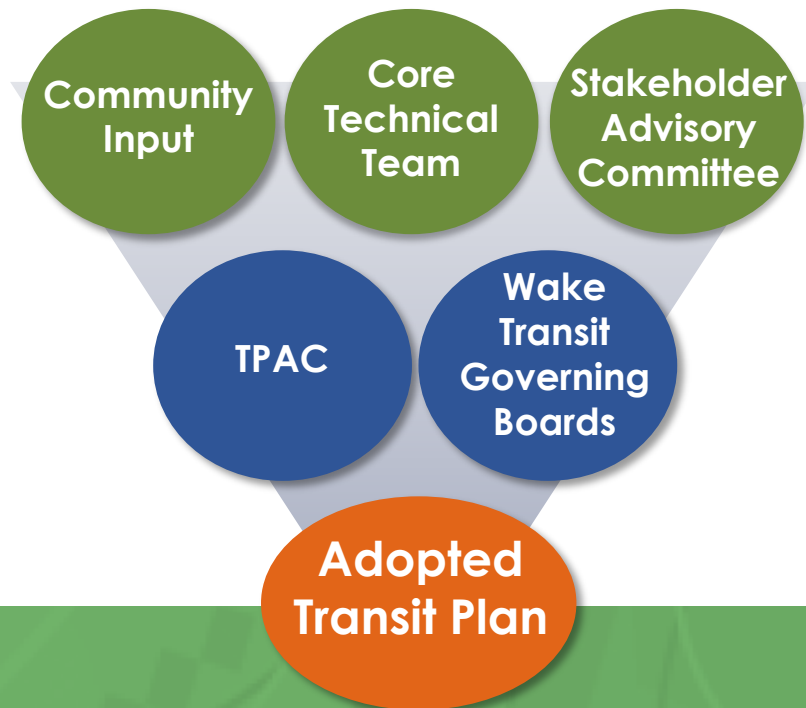 Community
Input
Core
Technical
Team
Stakeholder
Advisory
Committee
TPAC
Wake
Transit
Governing
Boards
Adopted
Transit Plan